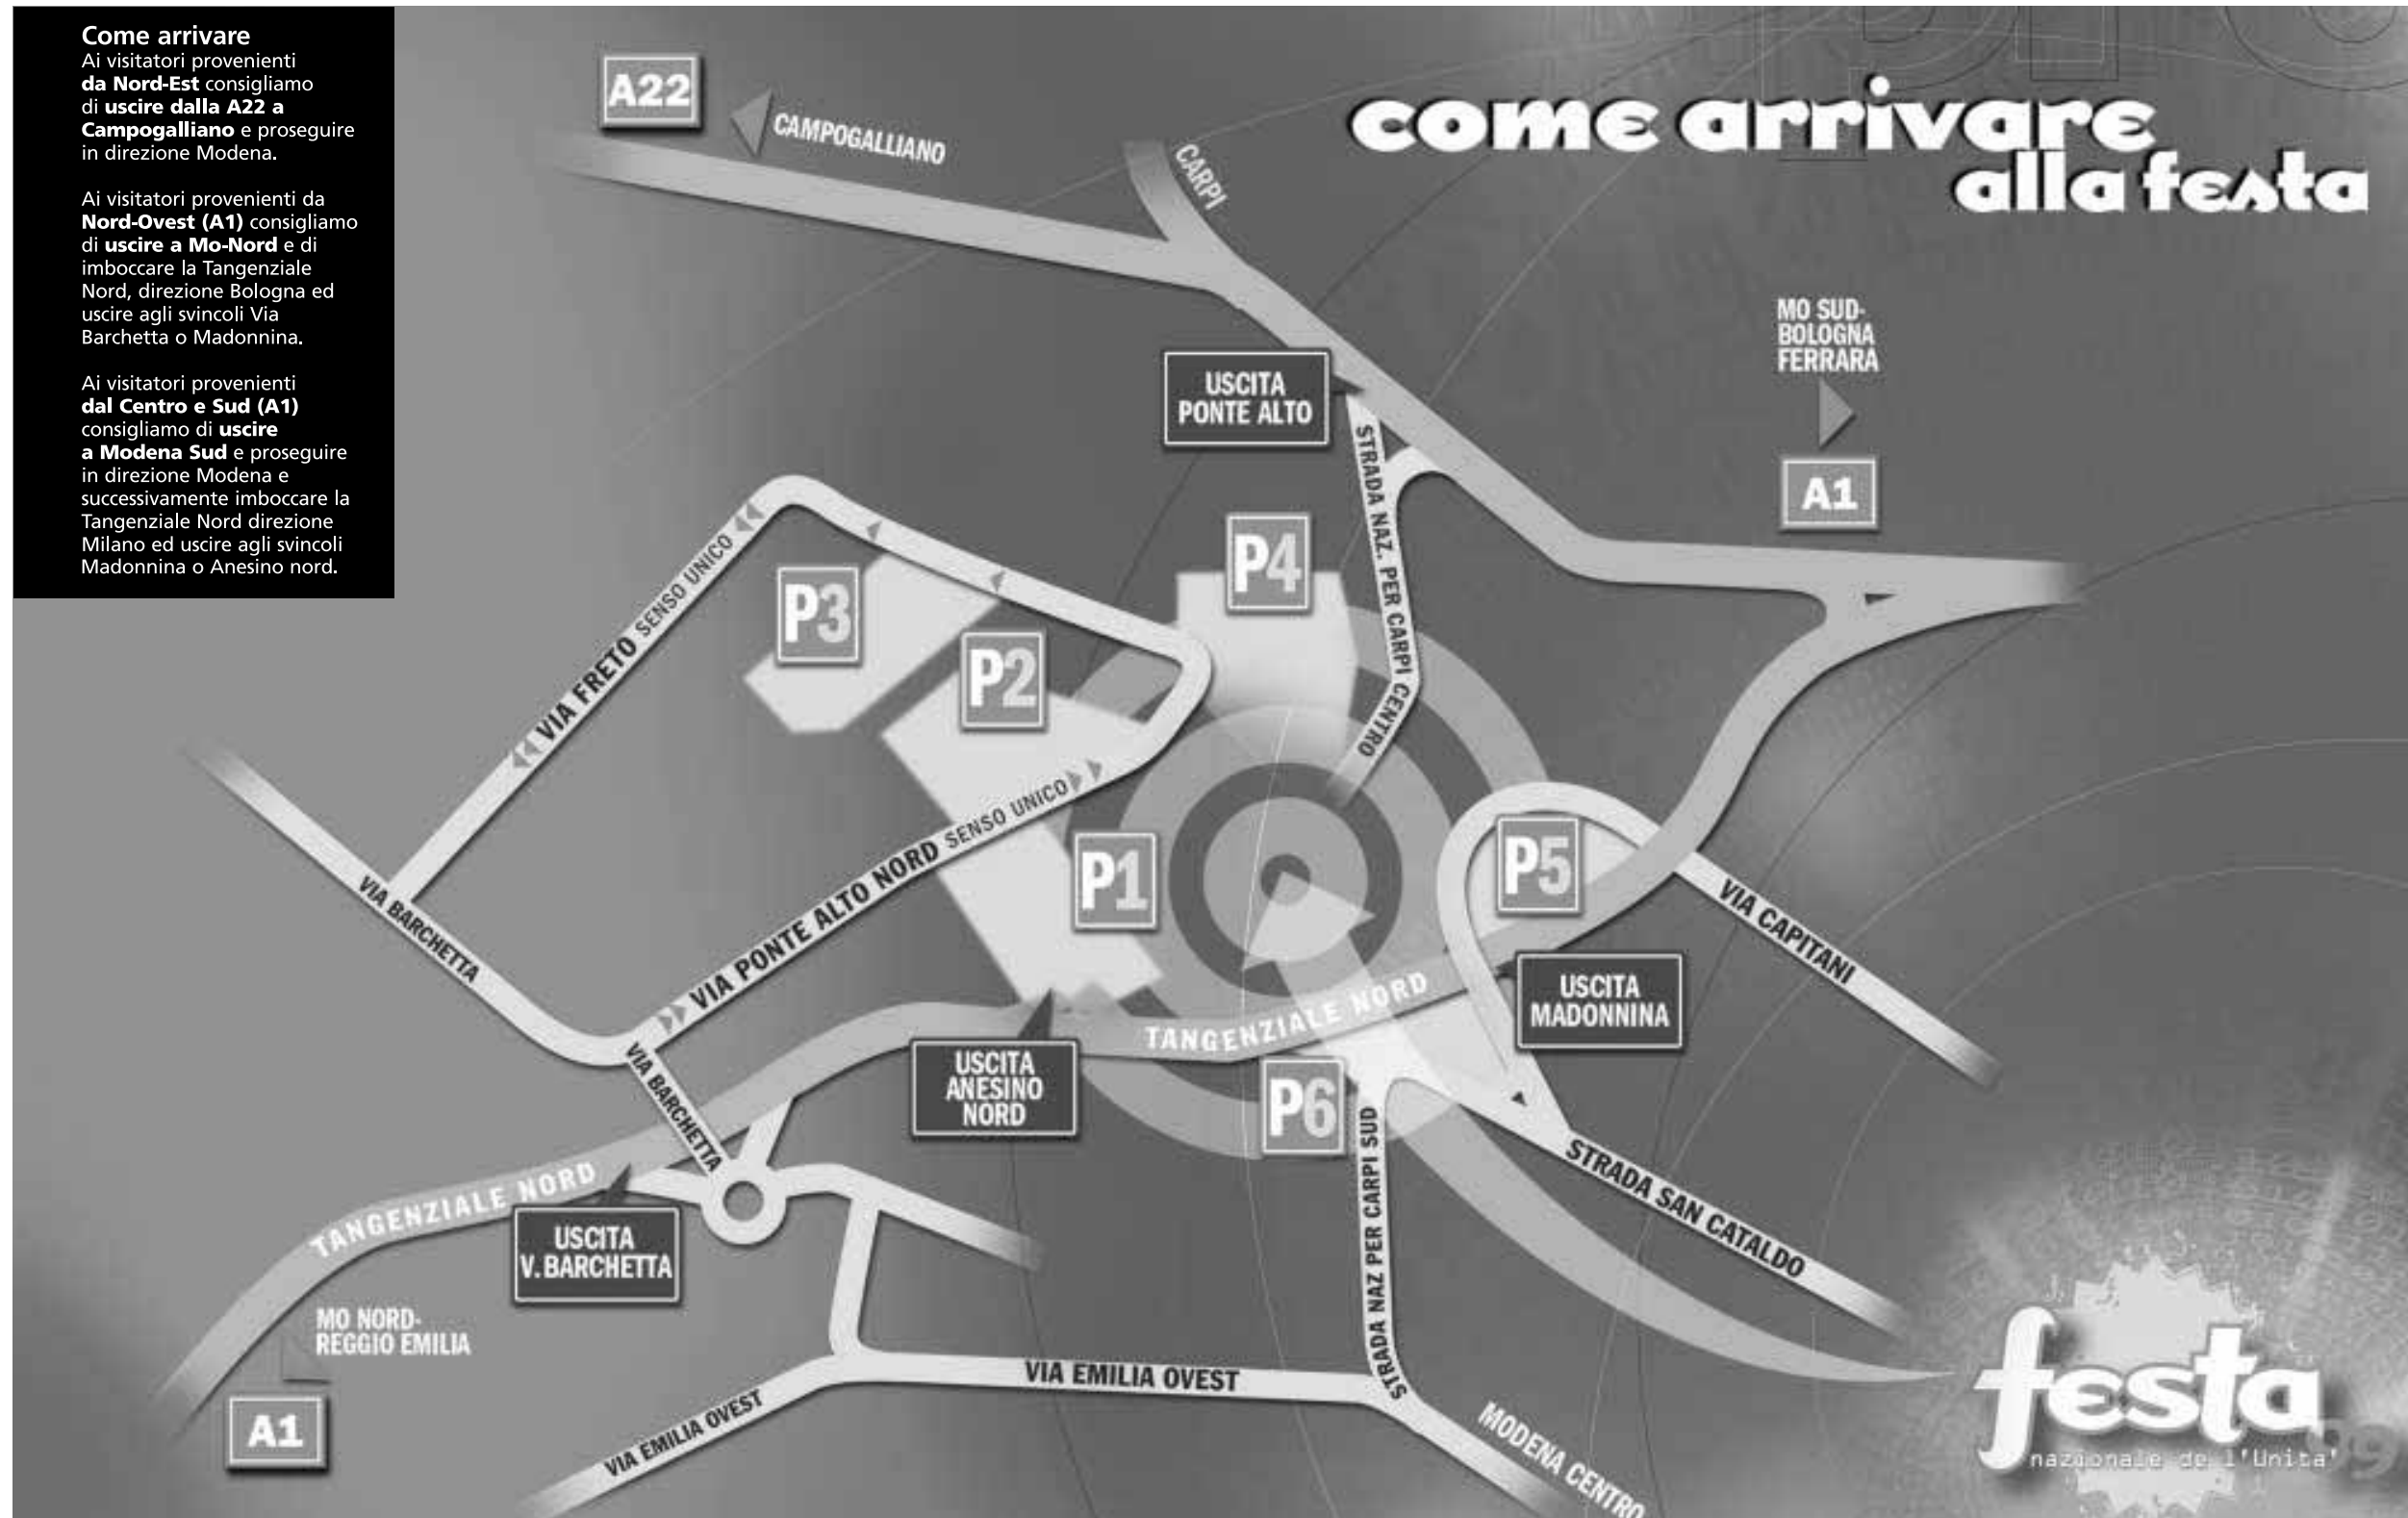 Come arrivare
Ai visitatori provenienti
da Nord-Est consigliamo
di uscire dalla A22 a
Campogalliano e proseguire
in direzione Modena.
Ai visitatori provenienti da
Nord-Ovest (A1) consigliamo
di uscire a Mo-Nord e di
imboccare la Tangenziale
Nord, direzione Bologna ed
uscire agli svincoli Via
Barchetta o Madonnina.
Ai visitatori provenienti
dal Centro e Sud (A1)
consigliamo di uscire
a Modena Sud e proseguire
in direzione Modena e
successivamente imboccare la
Tangenziale Nord direzione
Milano ed uscire agli svincoli
Madonnina o Anesino nord.
come arrivare
alla festa
A22
CAMPOGALLIANO
CARPI
MO SUD-
BOLOGNA
FERRARA
A1
USCITA
PONTE ALTO
STRADA NAZ. PER CARPI CENTRO
P4
P3
P2
VIA FRETO SENSO UNICO
VIA PONTE ALTO NORD SENSO UNICO
P1
P5
VIA CAPITANI
VIA BARCHETTA
USCITA
MADONNINA
TANGENZIALE NORD
USCITA
ANESINO
NORD
VIA BARCHETTA
P6
STRADA NAZ PER CARPI SUD
STRADA SAN CATALDO
TANGENZIALE NORD
USCITA
V.BARCHETTA
MO NORD-
REGGIO EMILIA
A1
VIA EMILIA OVEST
VIA EMILIA OVEST
MODENA CENTRO
festa
nazionale de l'Unita'
99